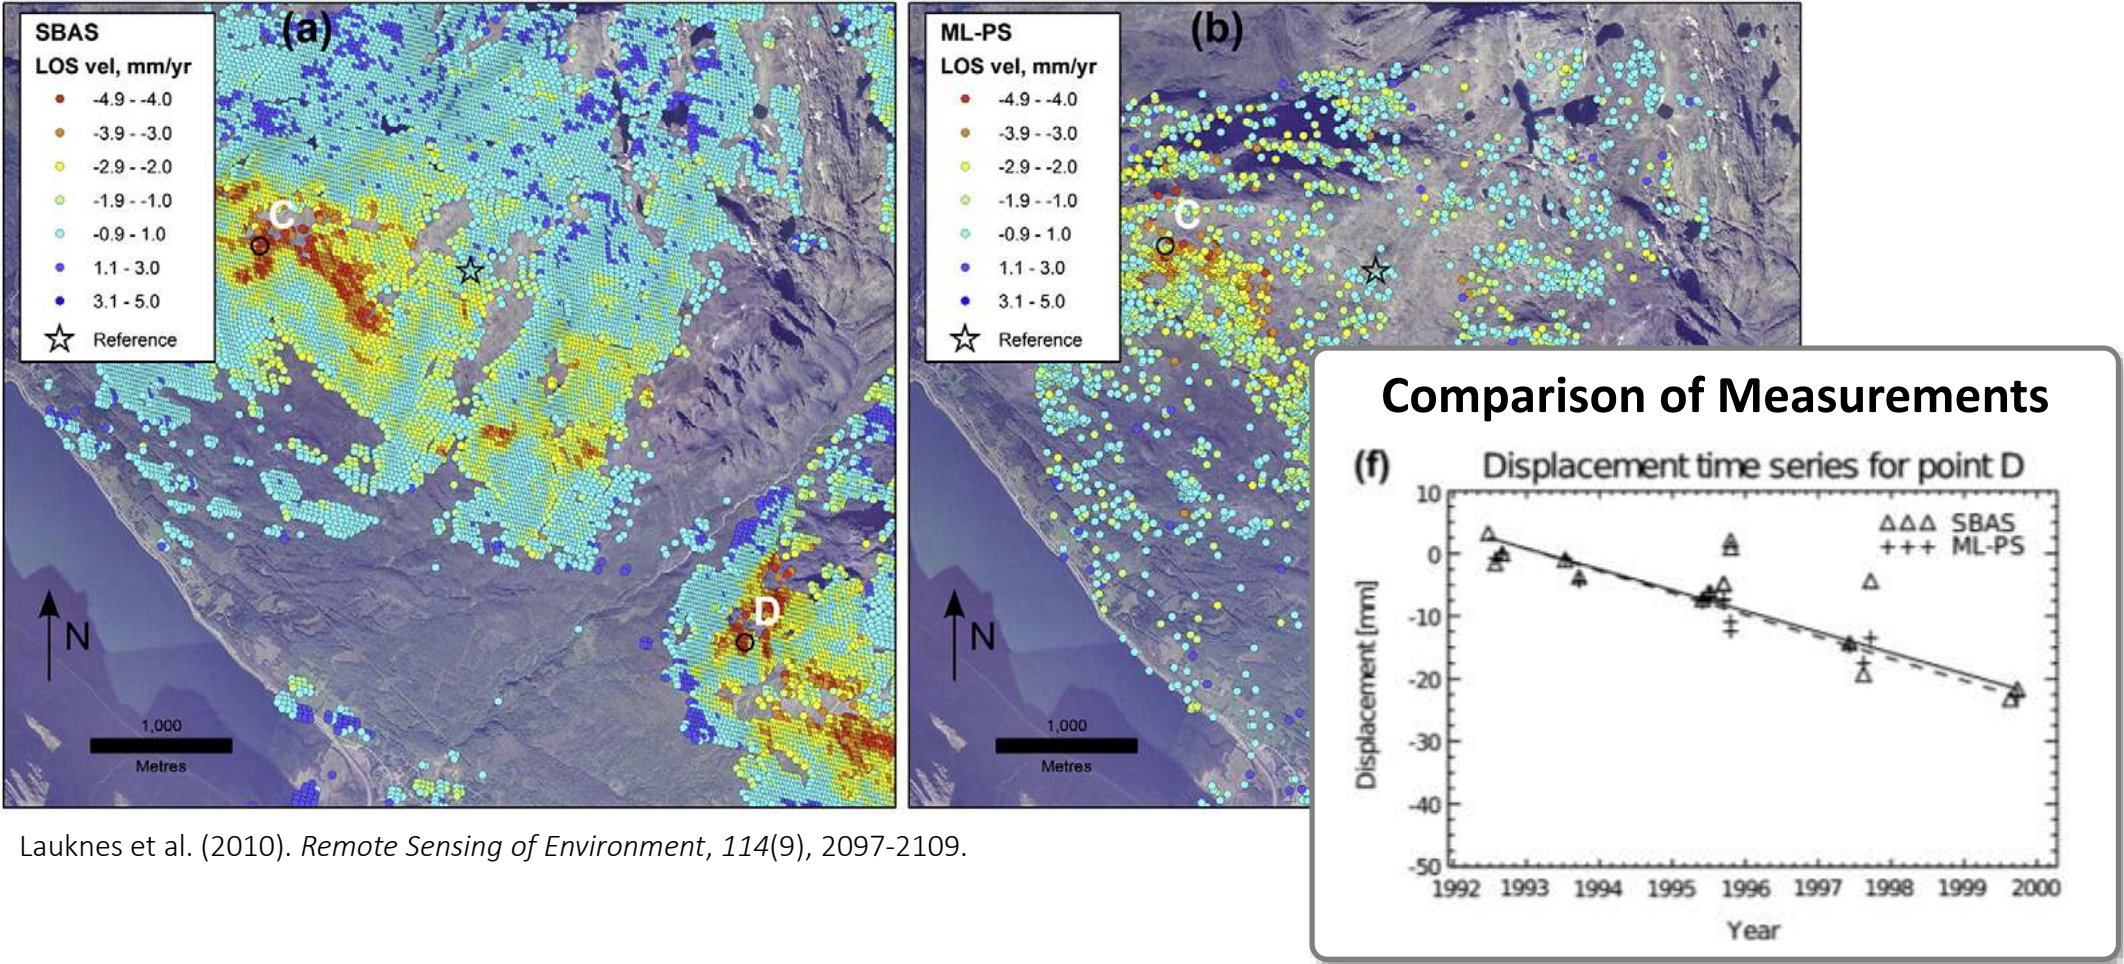 (a)
SBAS
LOS vel, mm/yr
-4.9 - -4.0
-3.9 - -3.0
-2.9 - -2.0
-1.9 - -1.0
-0.9 - 1.0
1.1 - 3.0
3.1 - 5.0
Reference
C
D
N
1,000
Metres
(b)
ML-PS
LOS vel, mm/yr
-4.9 - -4.0
-3.9 - -3.0
-2.9 - -2.0
-1.9 - -1.0
-0.9 - 1.0
1.1 - 3.0
3.1 - 5.0
Reference
C
N
1,000
Metres
Comparison of Measurements
(f) Displacement time series for point D
SBAS
ML-PS
Displacement [mm]
10
0
-10
-20
-30
-40
-50
1992 1993 1994 1995 1996 1997 1998 1999 2000
Year
Lauknes et al. (2010). Remote Sensing of Environment, 114(9), 2097-2109.